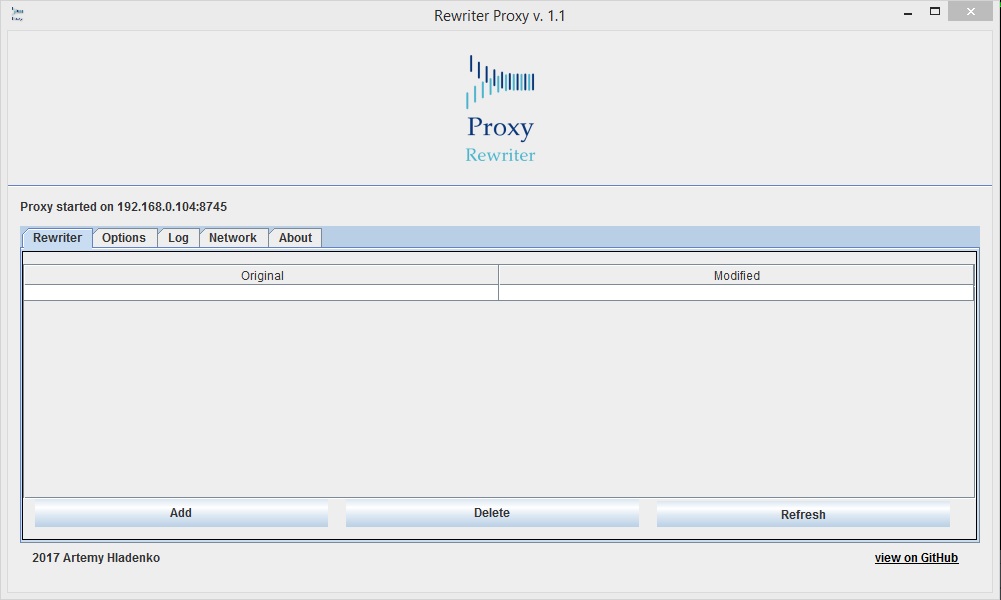 Rewriter Proxy v. 1.1
Proxy
Rewriter
Proxy started on 192.168.0.104:8745
Rewriter Options Log Network About
Original Modified
Add Delete Refresh
2017 Artemy Hladenko view on GitHub